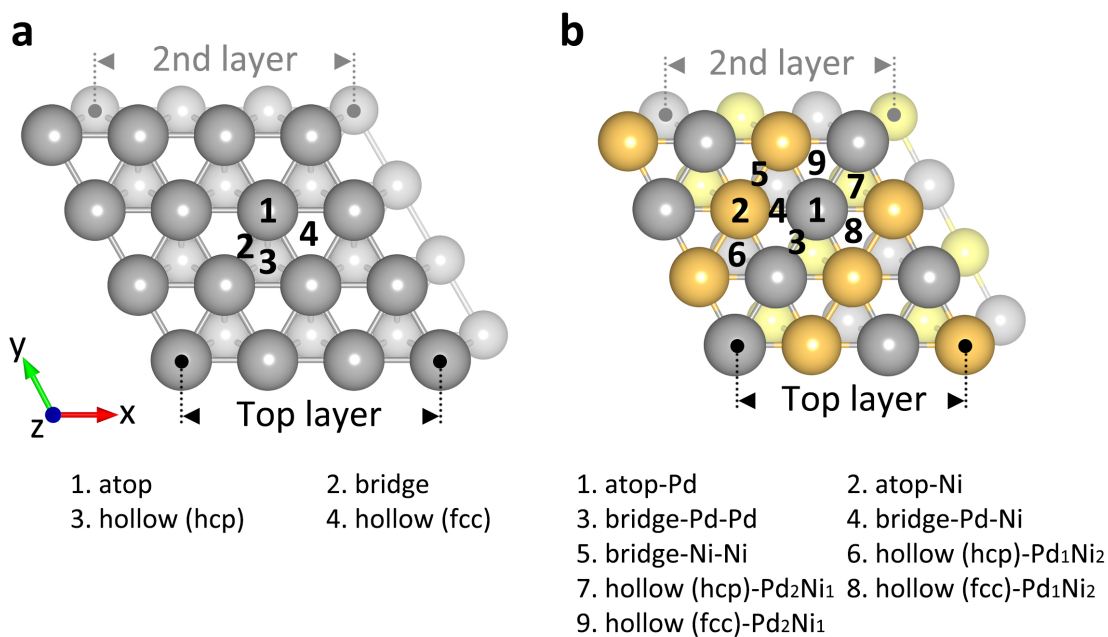 a
b
2nd layer
2nd layer
1
2
3
4
9
5
7
2
4
1
8
3
6
y
x
z
Top layer
Top layer
1. atop 2. bridge
3. hollow (hcp) 4. hollow (fcc)
1. atop-Pd 2. atop-Ni
3. bridge-Pd-Pd 4. bridge-Pd-Ni
5. bridge-Ni-Ni 6. hollow (hcp)-Pd₁Ni₂
7. hollow (hcp)-Pd₂Ni₁ 8. hollow (fcc)-Pd₁Ni₂
9. hollow (fcc)-Pd₂Ni₁